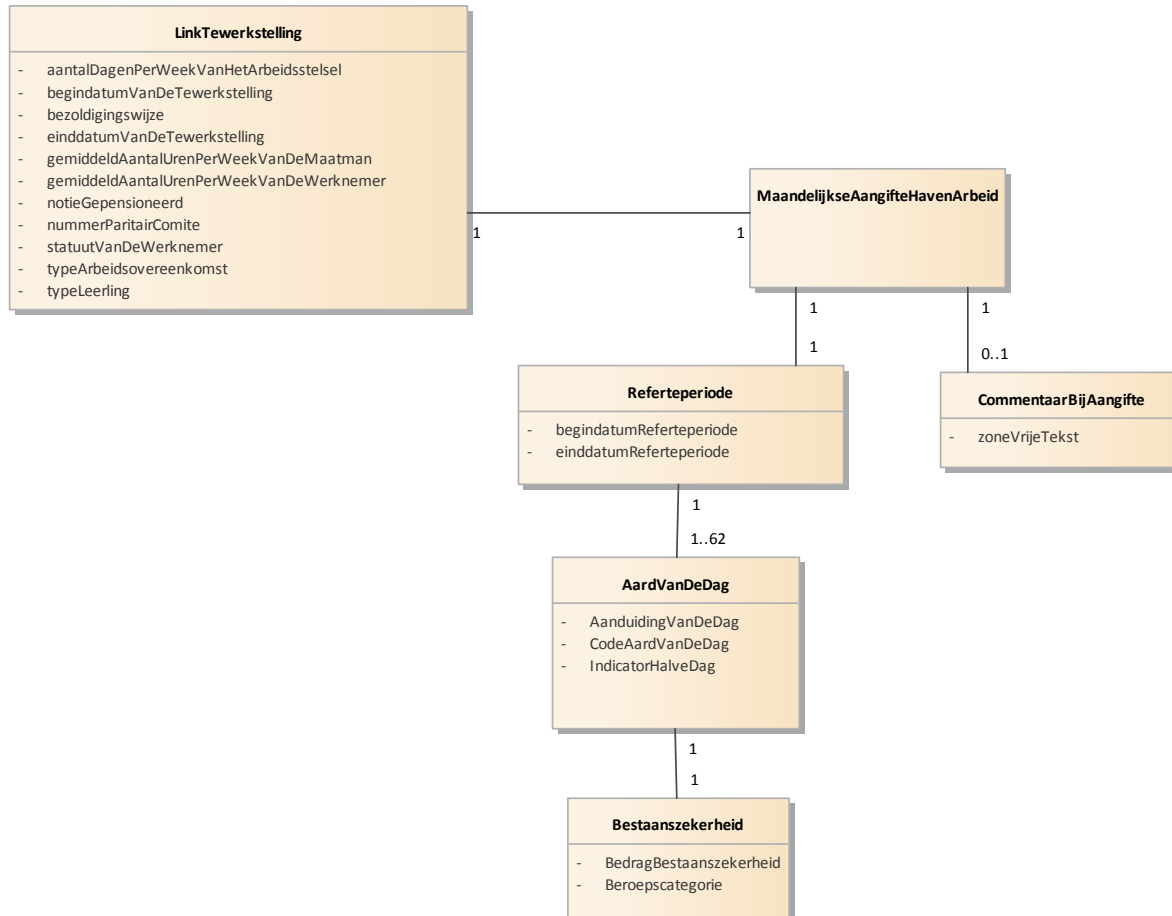 LinkTewerkstelling
- aantalDagenPerWeekVanHetArbeidsstelsel
- begindatumVanDeTewerkstelling
- bezoldigingswijze
- einddatumVanDeTewerkstelling
- gemiddeldAantalUrenPerWeekVanDeMaatman
- gemiddeldAantalUrenPerWeekVanDeWerknemer
- notieGepensioneerd
- nummerParitairComite
- statuutVanDeWerknemer
- typeArbeidsovereenkomst
- typeLeerling
MaandelijkseAangifteHavenArbeid
1
1
1
1
1
0..1
Referteperiode
- begindatumReferteperiode
- einddatumReferteperiode
CommentaarBijAangifte
- zoneVrijeTekst
1
1..62
AardVanDeDag
- AanduidingVanDeDag
- CodeAardVanDeDag
- IndicatorHalveDag
1
1
Bestaanszekerheid
- BedragBestaanszekerheid
- Beroepscategorie